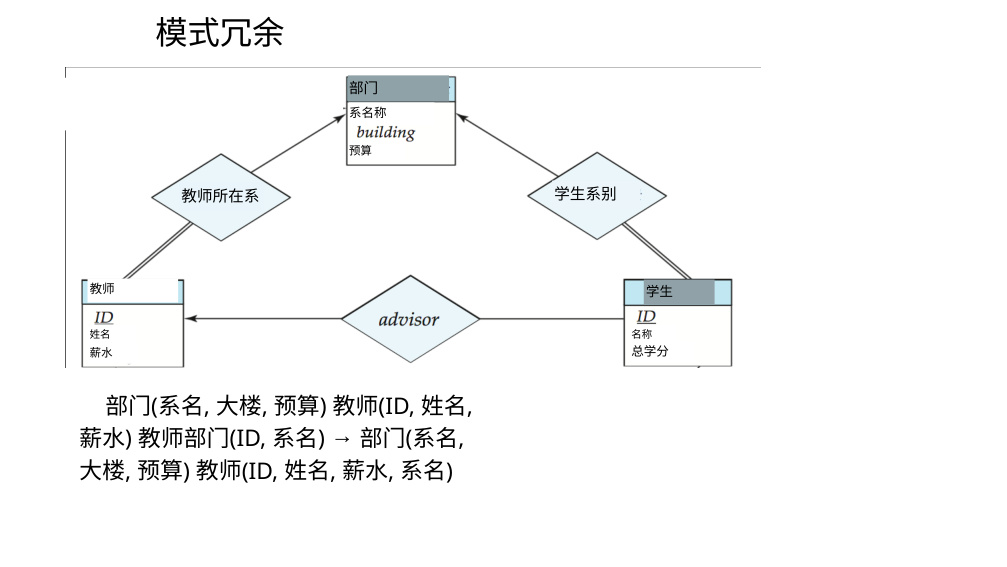 模式冗余
部门
系名称
building
预算
教师所在系
学生系别
教师
ID
姓名
薪水
advisor
学生
ID
名称
总学分
部门(系名, 大楼, 预算) 教师(ID, 姓名,
薪水) 教师部门(ID, 系名) → 部门(系名,
大楼, 预算) 教师(ID, 姓名, 薪水, 系名)